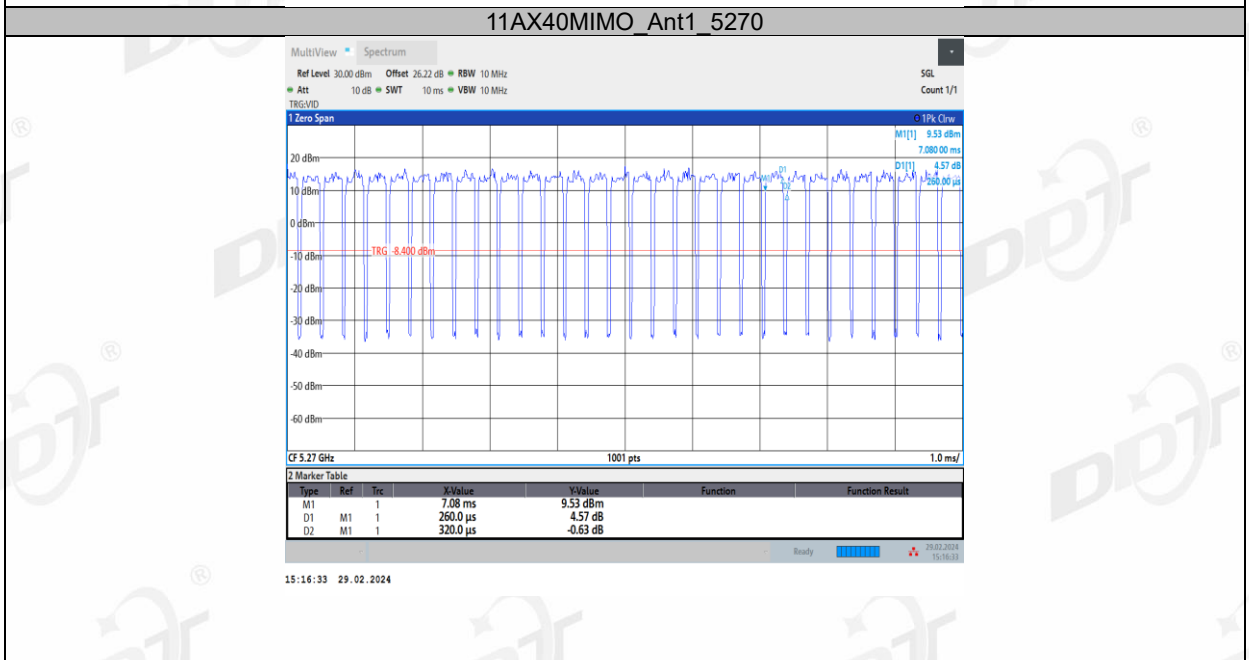 11AX40MIMO_Ant1_5270
MultiView Spectrum
Ref Level 30.00 dBm Offset 26.22 dB RBW 10 MHz SGL
Att 10 dB SWT 10 ms VBW 10 MHz Count 1/1
TRG:VID
1 Zero Span 1Pk Clrw
M1[1] 9.53 dBm
7.080 00 ms
D1[1] 4.57 dB
260.00 µs
20 dBm
10 dBm
0 dBm
TRG -8.400 dBm
-10 dBm
-20 dBm
-30 dBm
-40 dBm
-50 dBm
-60 dBm
M1
D1
D2
CF 5.27 GHz 1001 pts 1.0 ms/
2 Marker Table
Type Ref Trc X-Value Y-Value Function Function Result
M1 1 7.08 ms 9.53 dBm
D1 M1 1 260.0 µs 4.57 dB
D2 M1 1 320.0 µs -0.63 dB
Ready 29.02.2024
15:16:33
15:16:33 29.02.2024
DDT ®